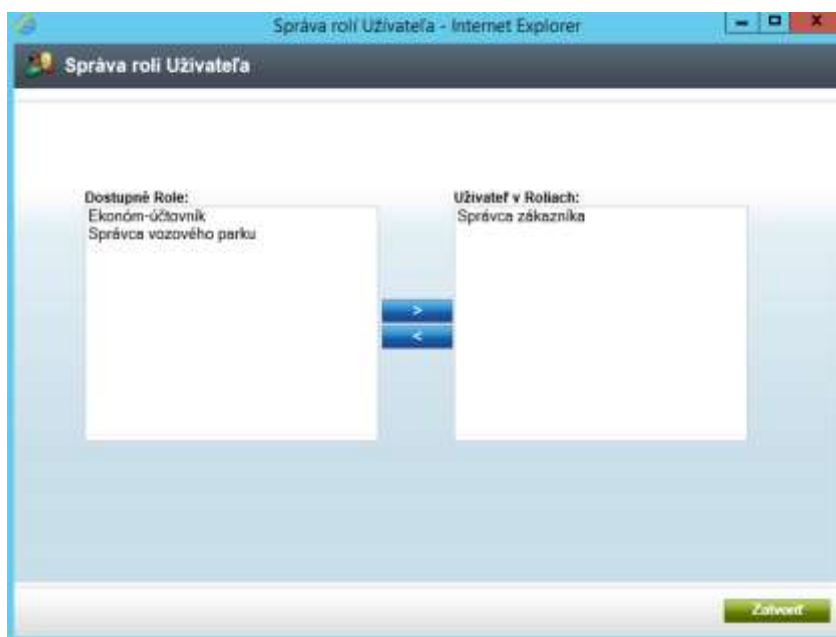 Správa rolí Užívateľa - Internet Explorer
Správa rolí Užívateľa
Dostupné Role:
Ekonóm-účtovník
Správca vozového parku
Užívateľ v Roliach:
Správca zákazníka
>
<
Zatvoriť